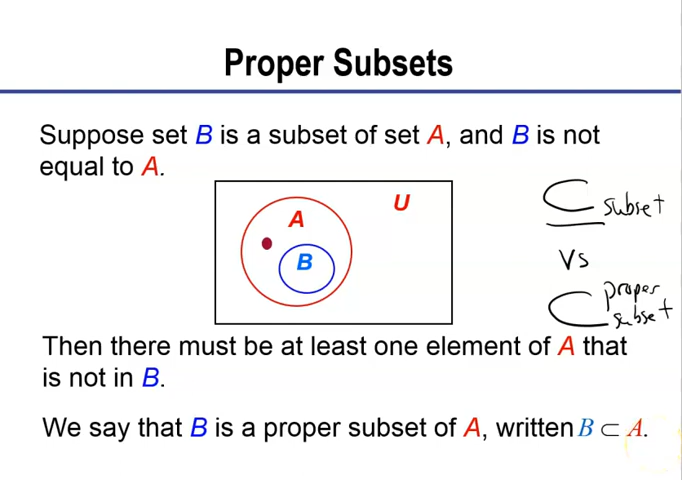 Proper Subsets
Suppose set B is a subset of set A, and B is not
equal to A.
A
U
B
⊆ subset
vs
⊂ proper
subset
Then there must be at least one element of A that
is not in B.
We say that B is a proper subset of A, written B ⊂ A.